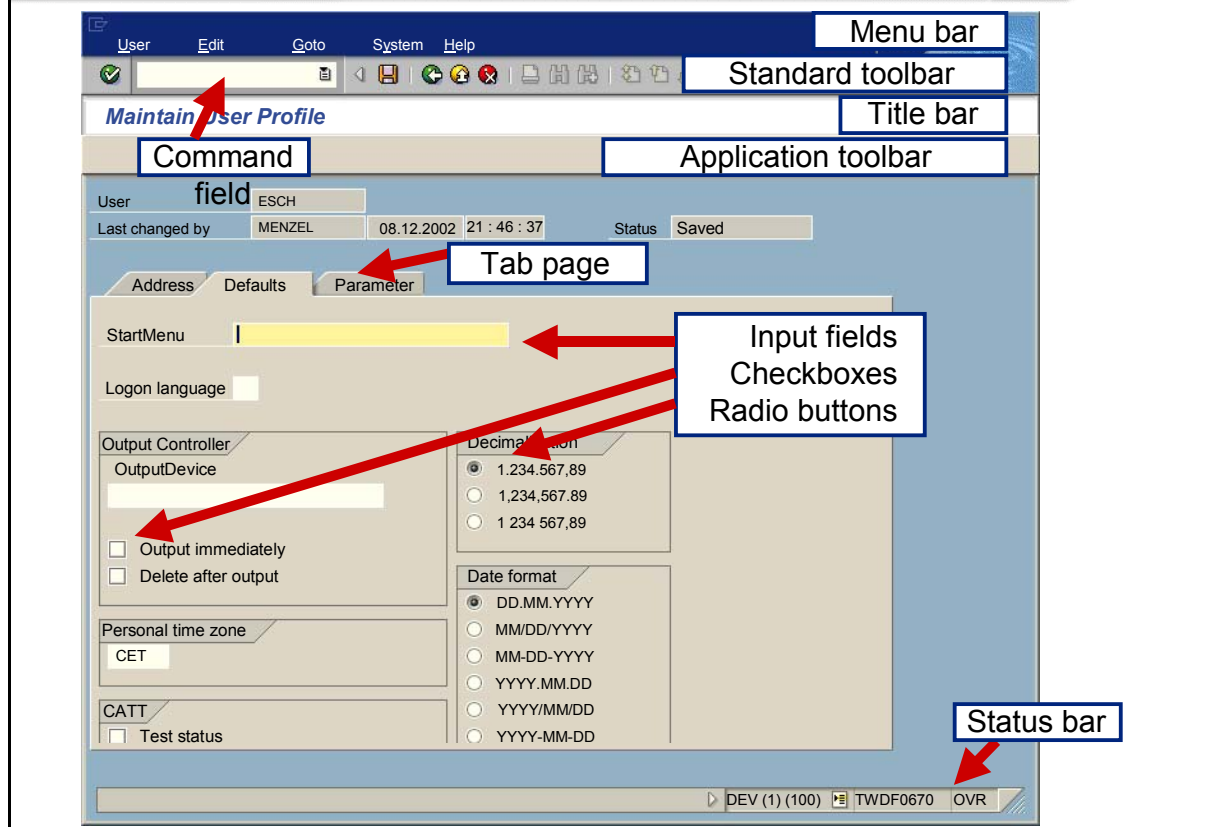 Menu bar
User Edit Goto System Help
Standard toolbar
Maintain User Profile
Title bar
Command
field
Application toolbar
User ESCH
Last changed by MENZEL 08.12.2002 21 : 46 : 37 Status Saved
Tab page
Address Defaults Parameter
StartMenu
Input fields
Checkboxes
Radio buttons
Logon language
Output Controller
OutputDevice
Output immediately
Delete after output
Personal time zone
CET
CATT
Test status
1.234.567,89
1,234,567.89
1 234 567,89
Date format
DD.MM.YYYY
MM/DD/YYYY
MM-DD-YYYY
YYYY.MM.DD
YYYY/MM/DD
YYYY-MM-DD
Status bar
DEV (1) (100) TWDF0670 OVR